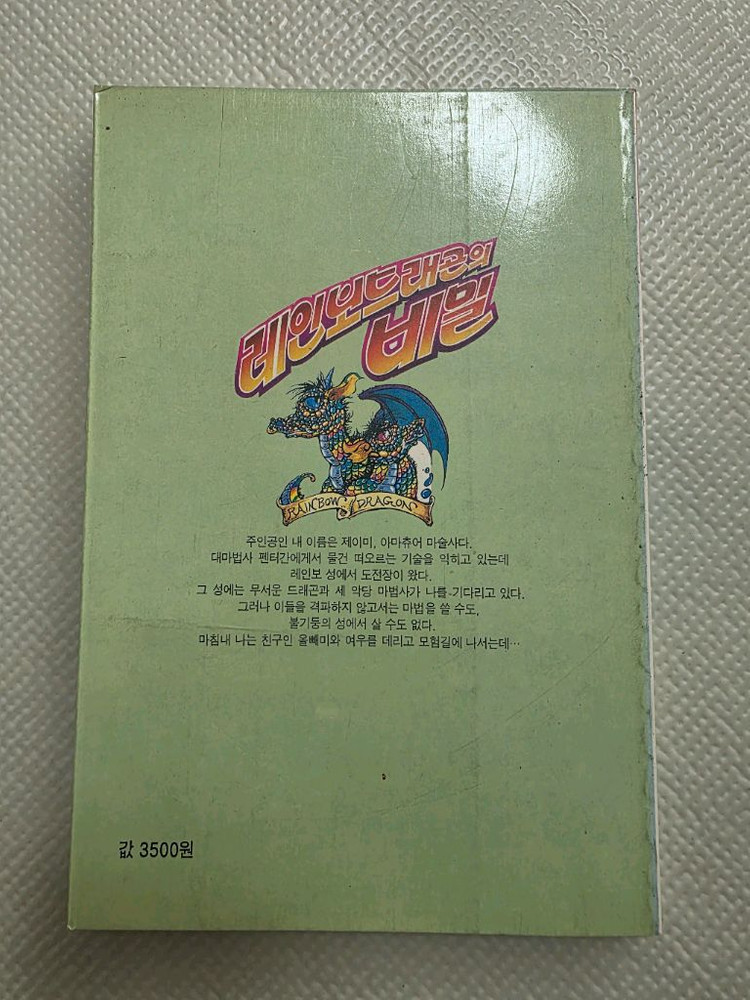 레인보드래곤의
비밀
RAINBOW DRAGONS
주인공인 내 이름은 제이미, 아마츄어 마술사다.
대마법사 펜터간에게서 물건 떠오르는 기술을 익히고 있는데
레인보 성에서 도전장이 왔다.
그 성에는 무서운 드래곤과 세 악당 마법사가 나를 기다리고 있다.
그러나 이들을 격파하지 않고서는 마법을 쓸 수도,
불기둥의 성에서 살 수도 없다.
마침내 나는 친구인 올빼미와 여우를 데리고 모험길에 나서는데…
값 3500원